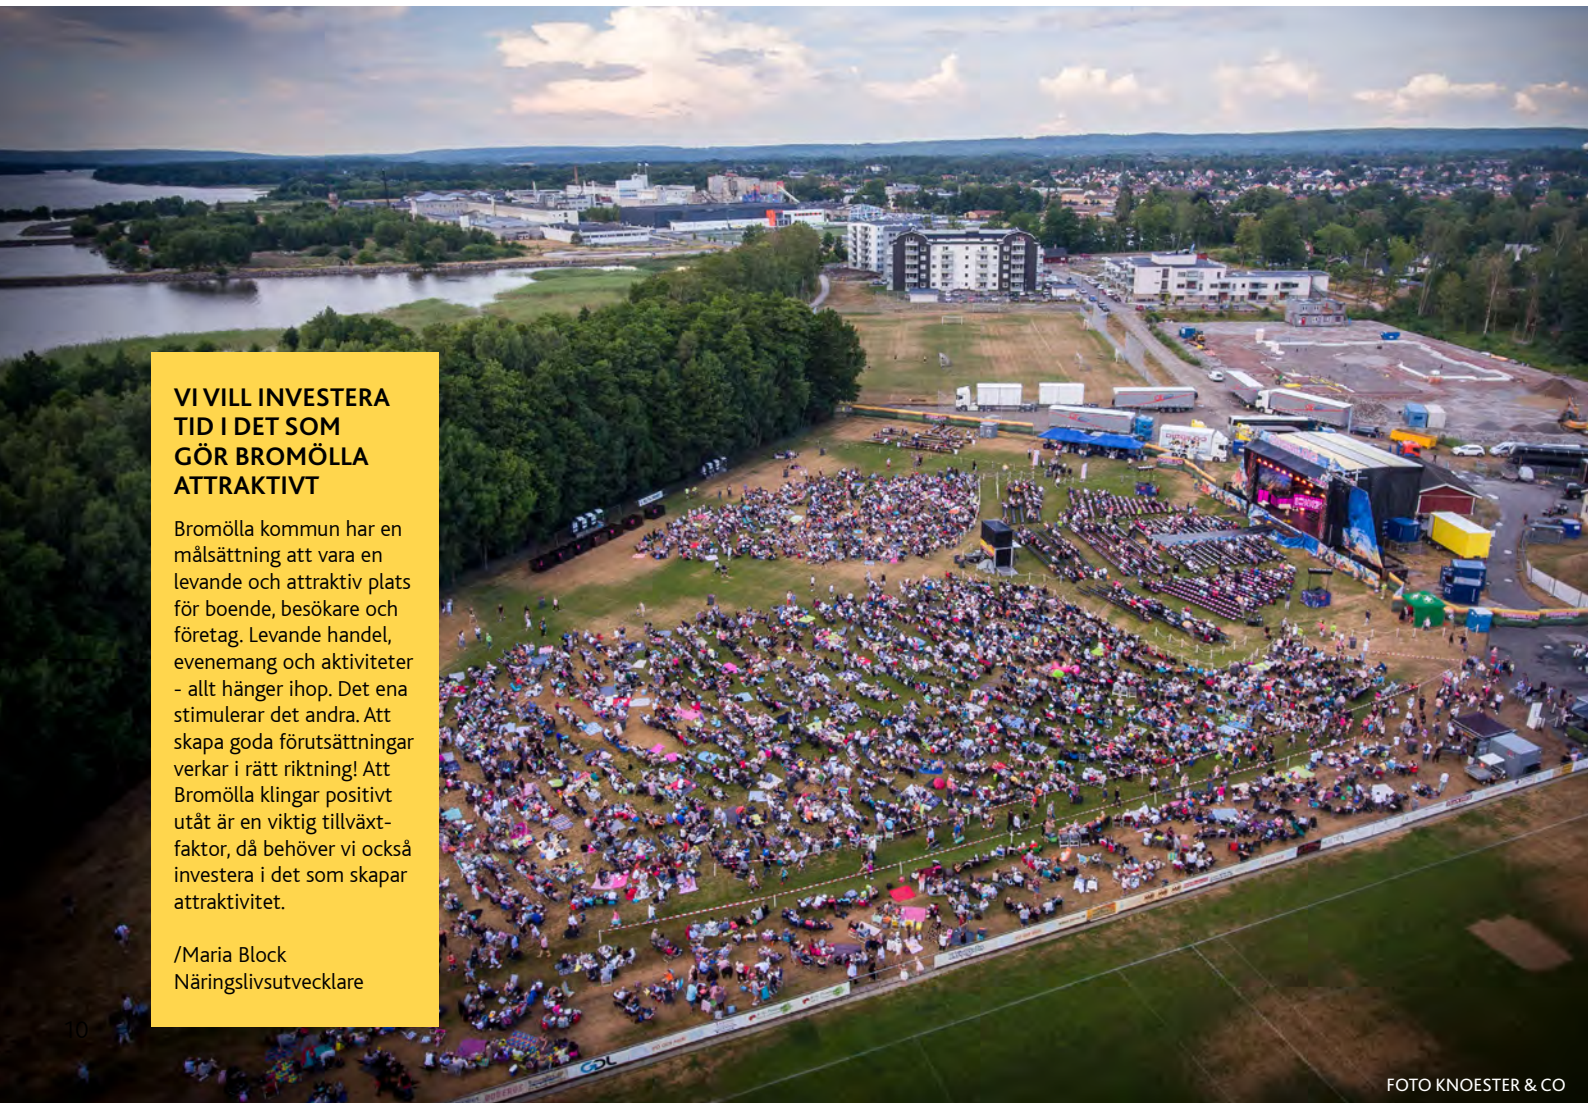 VI VILL INVESTERA
TID I DET SOM
GÖR BROMÖLLA
ATTRAKTIVT
Bromölla kommun har en
målsättning att vara en
levande och attraktiv plats
för boende, besökare och
företag. Levande handel,
evenemang och aktiviteter
- allt hänger ihop. Det ena
stimulerar det andra. Att
skapa goda förutsättningar
verkar i rätt riktning! Att
Bromölla klingar positivt
utåt är en viktig tillväxt-
faktor, då behöver vi också
investera i det som skapar
attraktivitet.
/Maria Block
Näringslivsutvecklare
10
GDL
FOTO KNOESTER & CO